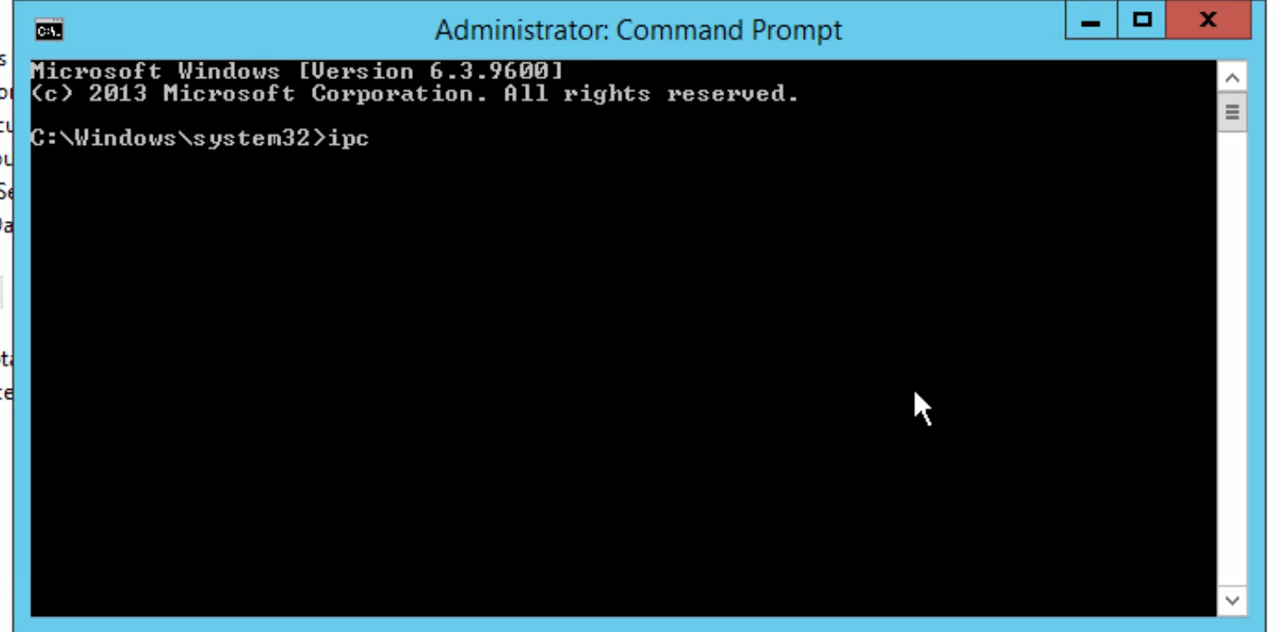 Administrator: Command Prompt
Microsoft Windows [Version 6.3.9600]
(c) 2013 Microsoft Corporation. All rights reserved.
C:\Windows\system32>ipc